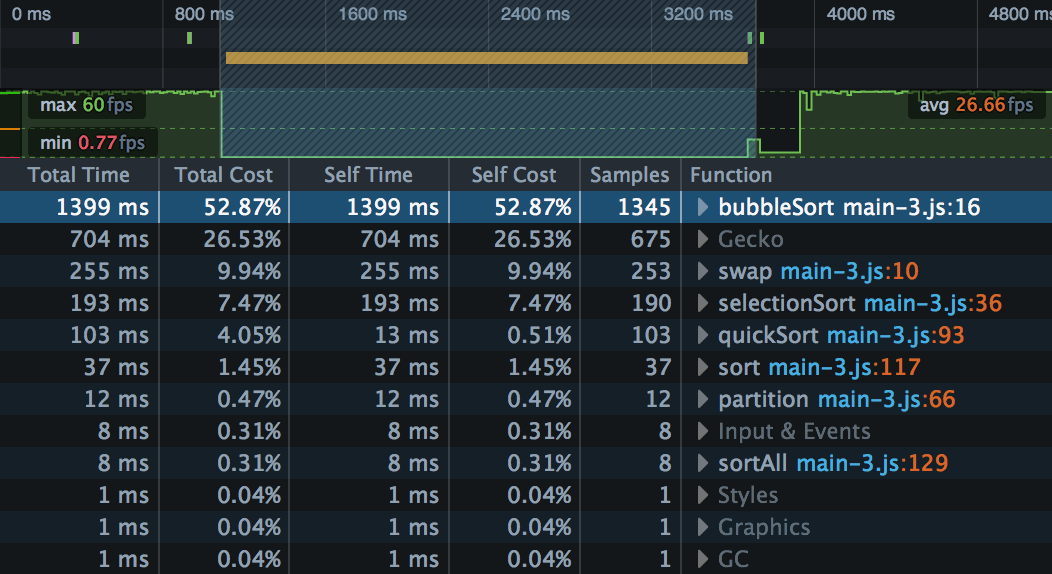 0 ms 800 ms 1600 ms 2400 ms 3200 ms 4000 ms 4800 ms
max 60fps avg 26.66fps
min 0.77fps
Total Time Total Cost Self Time Self Cost Samples Function
1399 ms 52.87% 1399 ms 52.87% 1345 bubbleSort main-3.js:16
704 ms 26.53% 704 ms 26.53% 675 Gecko
255 ms 9.94% 255 ms 9.94% 253 swap main-3.js:10
193 ms 7.47% 193 ms 7.47% 190 selectionSort main-3.js:36
103 ms 4.05% 13 ms 0.51% 103 quickSort main-3.js:93
37 ms 1.45% 37 ms 1.45% 37 sort main-3.js:117
12 ms 0.47% 12 ms 0.47% 12 partition main-3.js:66
8 ms 0.31% 8 ms 0.31% 8 Input & Events
8 ms 0.31% 8 ms 0.31% 8 sortAll main-3.js:129
1 ms 0.04% 1 ms 0.04% 1 Styles
1 ms 0.04% 1 ms 0.04% 1 Graphics
1 ms 0.04% 1 ms 0.04% 1 GC